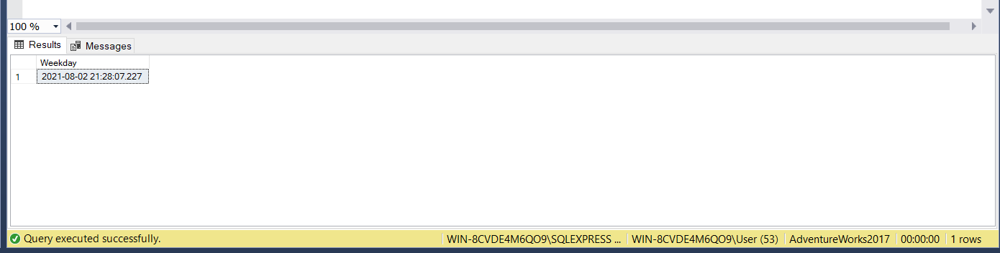 100 %
Results Messages
Weekday
1 2021-08-02 21:28:07.227
Query executed successfully. WIN-8CVDE4M6QO9\SQLEXPRESS ... WIN-8CVDE4M6QO9\User (53) AdventureWorks2017 00:00:00 1 rows